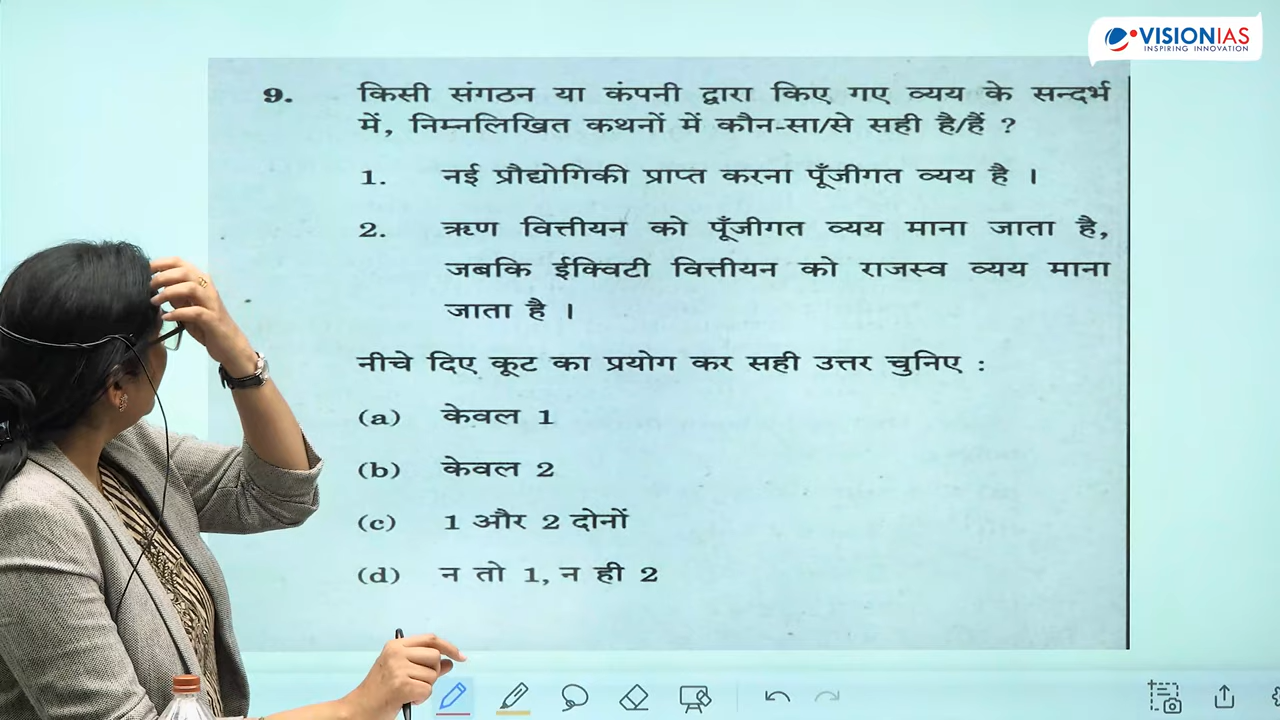 VISIONIAS
INSPIRING INNOVATION
9. किसी संगठन या कंपनी द्वारा किए गए व्यय के सन्दर्भ
में, निम्नलिखित कथनों में कौन-सा/से सही है/हैं ?
1. नई प्रौद्योगिकी प्राप्त करना पूँजीगत व्यय है ।
2. ऋण वित्तीयन को पूँजीगत व्यय माना जाता है,
जबकि ईक्विटी वित्तीयन को राजस्व व्यय माना
जाता है ।
नीचे दिए कूट का प्रयोग कर सही उत्तर चुनिए :
(a) केवल 1
(b) केवल 2
(c) 1 और 2 दोनों
(d) न तो 1, न ही 2